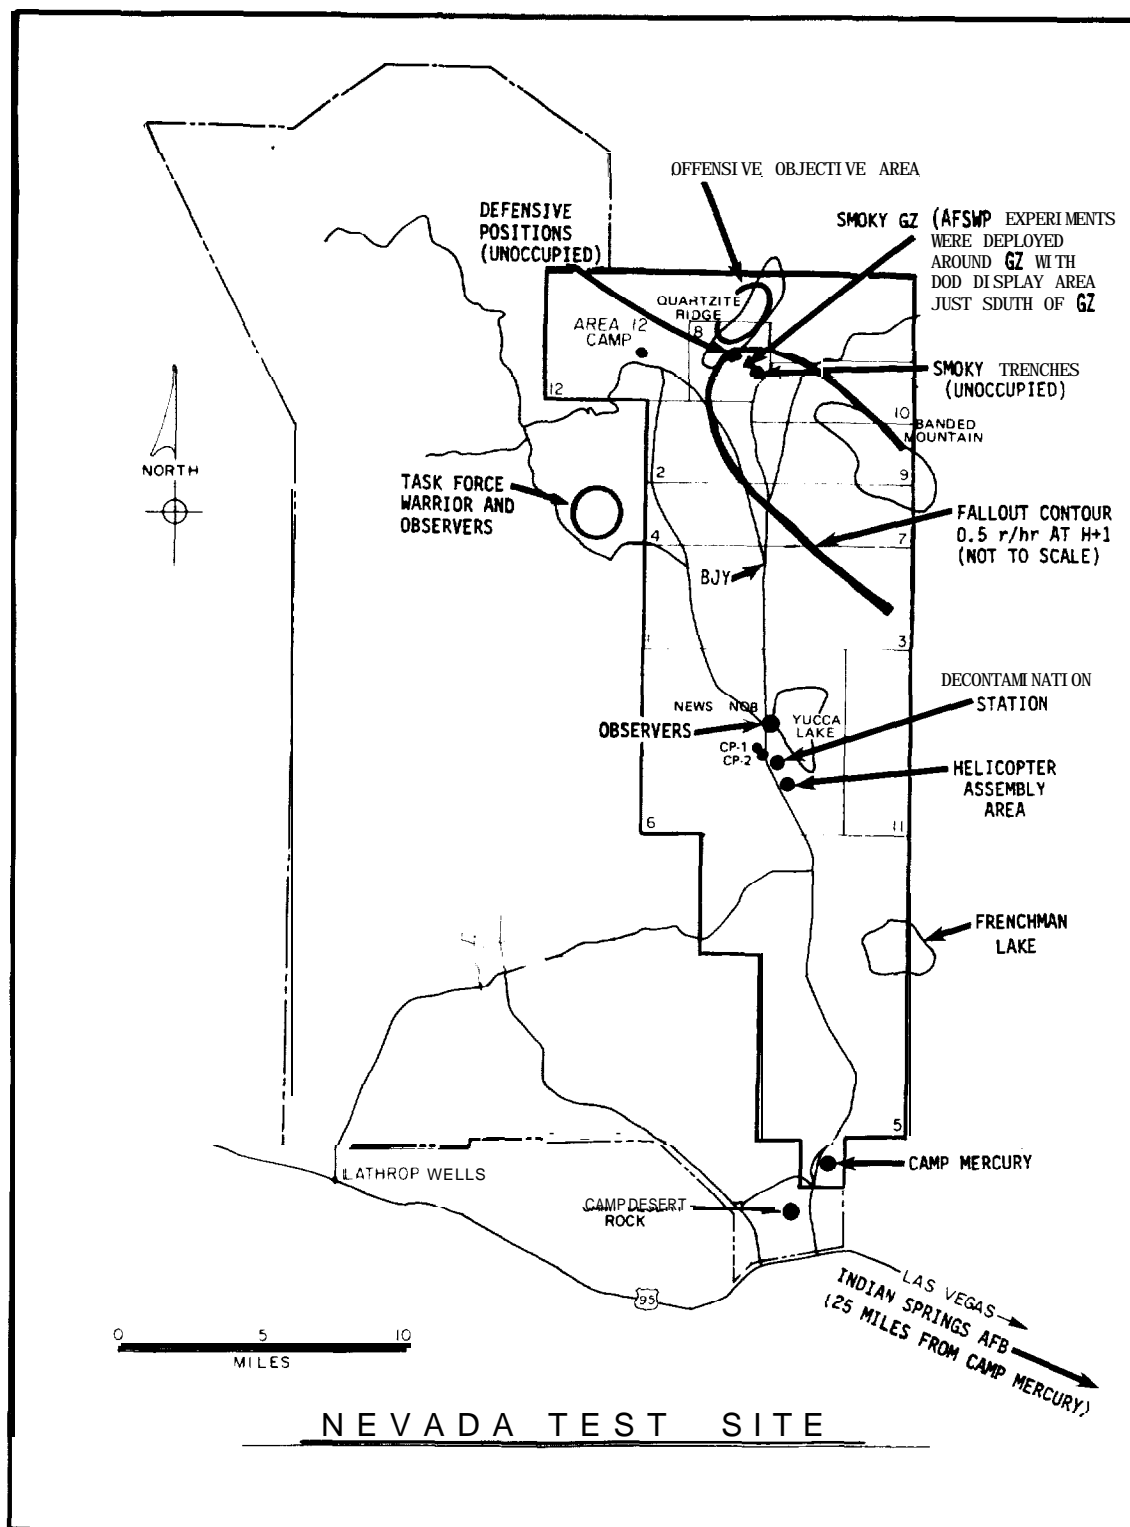 OFFENSIVE OBJECTIVE AREA
DEFENSIVE
POSITIONS
(UNOCCUPIED)
SMOKY GZ (AFSWP EXPERIMENTS
WERE DEPLOYED
AROUND GZ WITH
DOD DISPLAY AREA
JUST SDUTH OF GZ
QUARTZITE
RIDGE
8
AREA 12
CAMP
SMOKY TRENCHES
(UNOCCUPIED)
12
10
BANDED
MOUNTAIN
NORTH
2
9
TASK FORCE
WARRIOR AND
OBSERVERS
FALLOUT CONTOUR
0.5 r/hr AT H+1
(NOT TO SCALE)
4
7
BJY
1
3
DECONTAMINATION
STATION
NEWS NOB
OBSERVERS
YUCCA
LAKE
CP-1
CP-2
HELICOPTER
ASSEMBLY
AREA
6
11
FRENCHMAN
LAKE
5
CAMP MERCURY
LATHROP WELLS
CAMP DESERT
ROCK
95
LAS VEGAS
INDIAN SPRINGS AFB
(25 MILES FROM CAMP MERCURY)
0 5 10
MILES
NEVADA TEST SITE